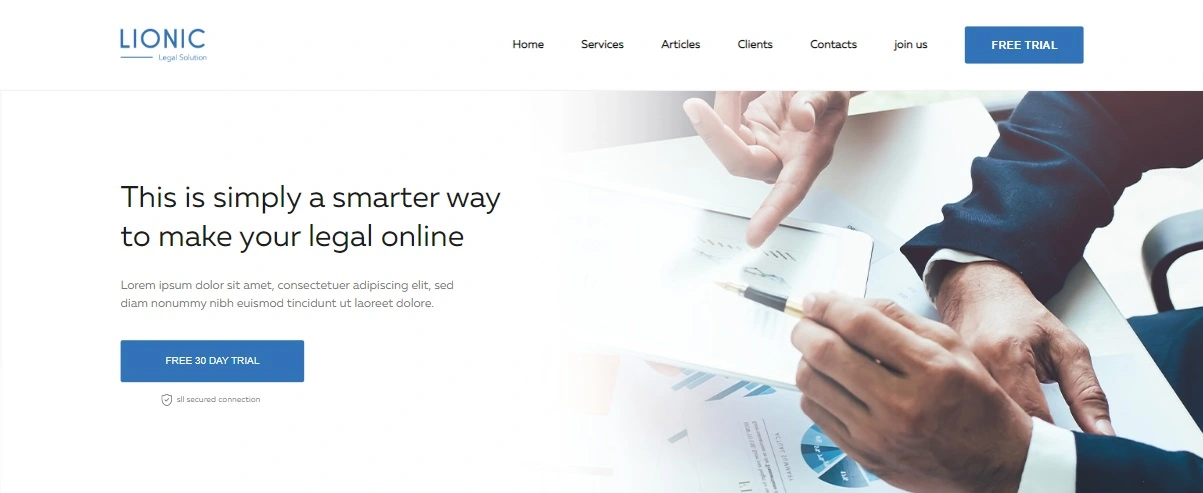 LIONIC
Legal Solution
Home Services Articles Clients Contacts join us FREE TRIAL
This is simply a smarter way
to make your legal online
Lorem ipsum dolor sit amet, consectetuer adipiscing elit, sed
diam nonummy nibh euismod tincidunt ut laoreet dolore.
FREE 30 DAY TRIAL
sll secured connection